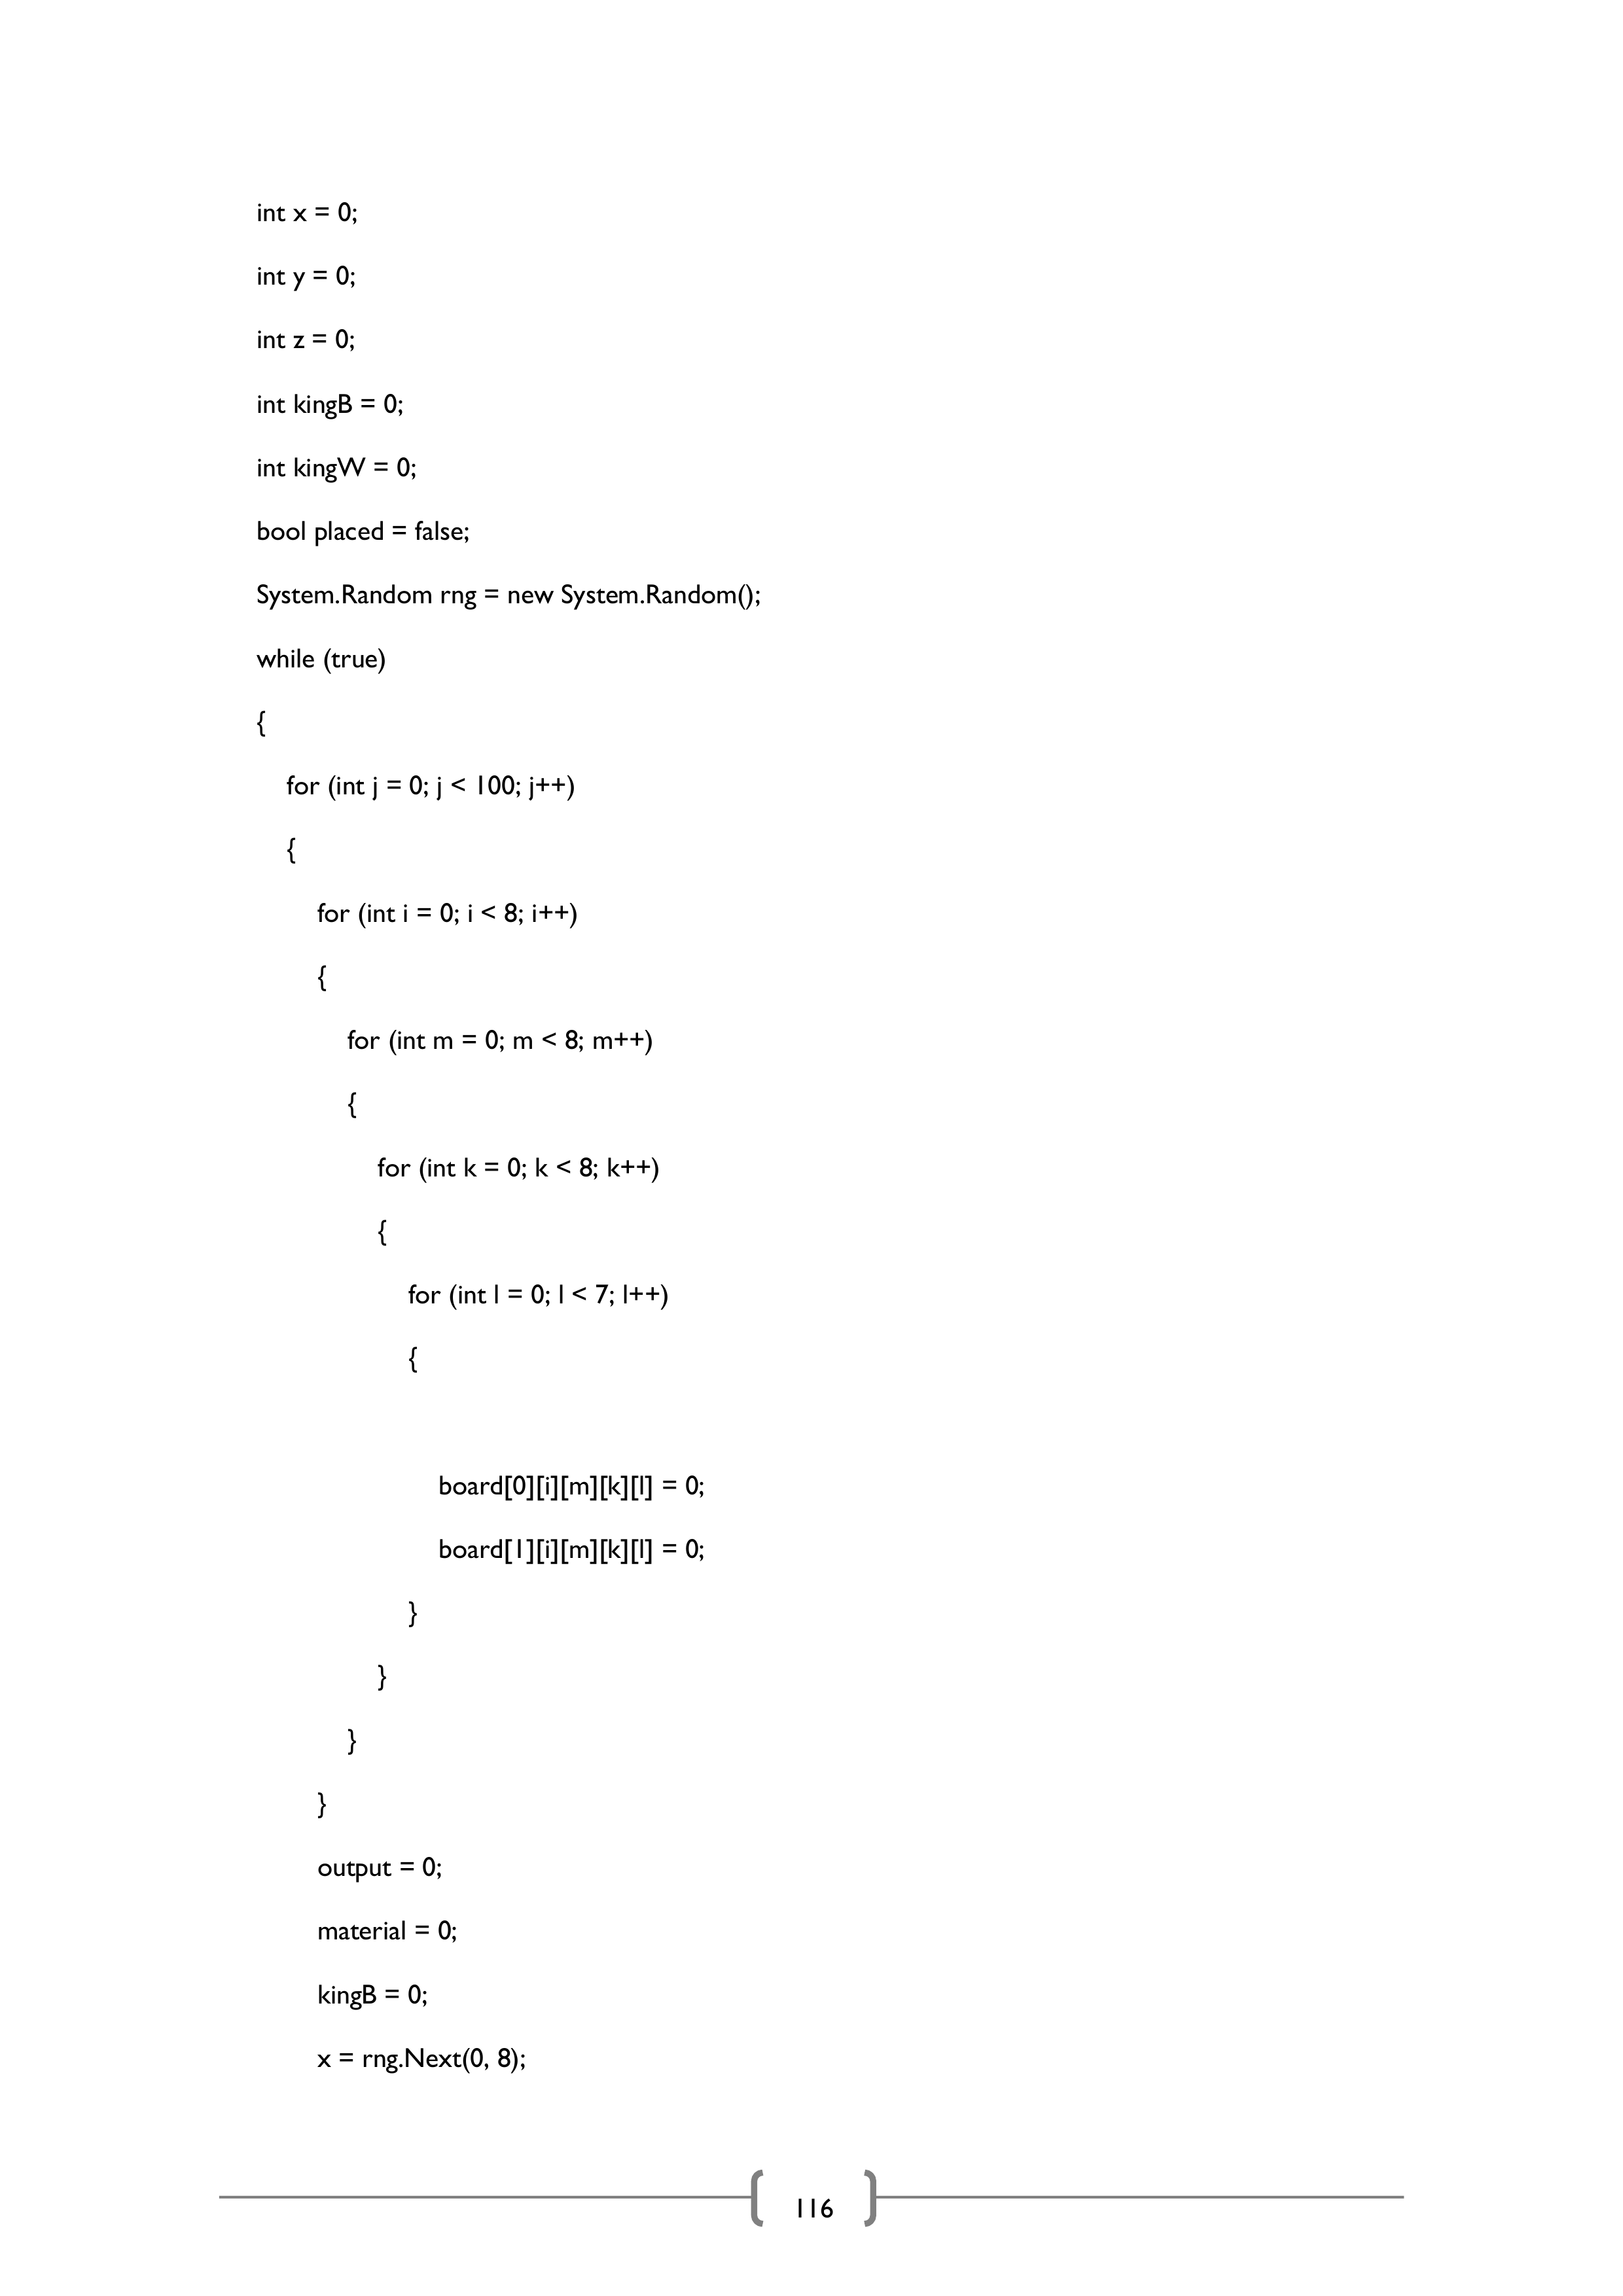 int x = 0;
int y = 0;
int z = 0;
int kingB = 0;
int kingW = 0;
bool placed = false;
System.Random rng = new System.Random();
while (true)
{
for (int j = 0; j < 100; j++)
{
for (int i = 0; i < 8; i++)
{
for (int m = 0; m < 8; m++)
{
for (int k = 0; k < 8; k++)
{
for (int l = 0; l < 7; l++)
{
board[0][i][m][k][l] = 0;
board[1][i][m][k][l] = 0;
}
}
}
}
output = 0;
material = 0;
kingB = 0;
x = rng.Next(0, 8);
116